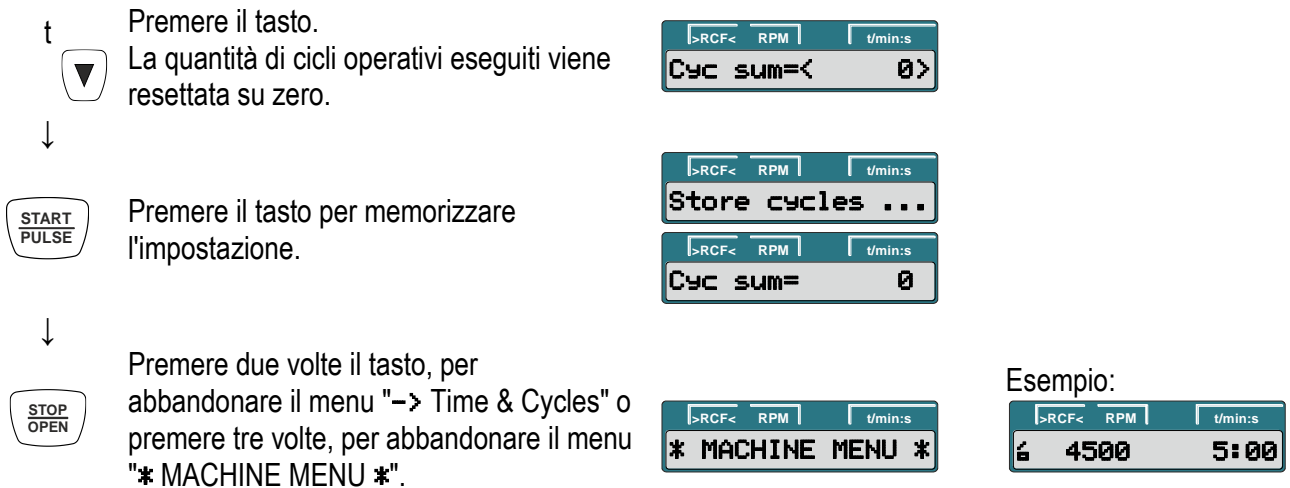 t
Premere il tasto.
La quantità di cicli operativi eseguiti viene
resettata su zero.
>RCF< RPM t/min:s
Cyc sum=< 0>
↓
START
PULSE
Premere il tasto per memorizzare
l'impostazione.
>RCF< RPM t/min:s
Store cycles ...
>RCF< RPM t/min:s
Cyc sum= 0
↓
STOP
OPEN
Premere due volte il tasto, per
abbandonare il menu "-> Time & Cycles" o
premere tre volte, per abbandonare il menu
"* MACHINE MENU *".
>RCF< RPM t/min:s
* MACHINE MENU *
Esempio:
>RCF< RPM t/min:s
4500 5:00